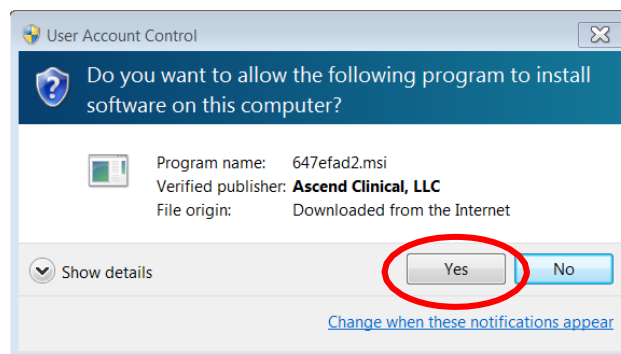 User Account Control
Do you want to allow the following program to install
software on this computer?
Program name: 647efad2.msi
Verified publisher: Ascend Clinical, LLC
File origin: Downloaded from the Internet
Show details
Yes
No
Change when these notifications appear